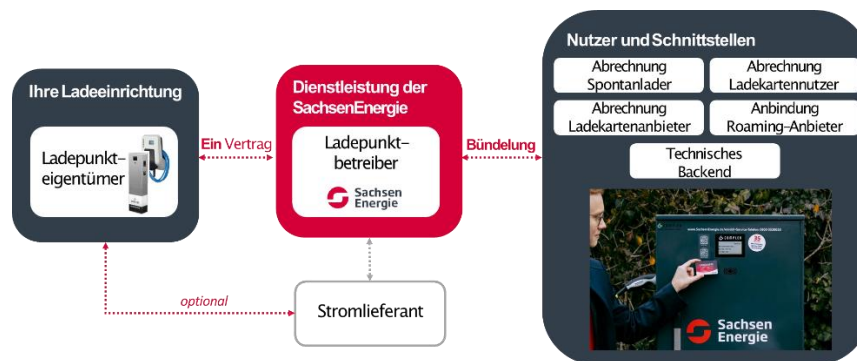 Ihre Ladeeinrichtung
Ladepunkt-
eigentümer
Ein Vertrag
Dienstleistung der
SachsenEnergie
Ladepunkt-
betreiber
Sachsen
Energie
Bündelung
optional
Stromlieferant
Nutzer und Schnittstellen
Abrechnung
Spontanlader
Abrechnung
Ladekartennutzer
Abrechnung
Ladekartenanbieter
Anbindung
Roaming-Anbieter
Technisches
Backend
Sachsen
Energie